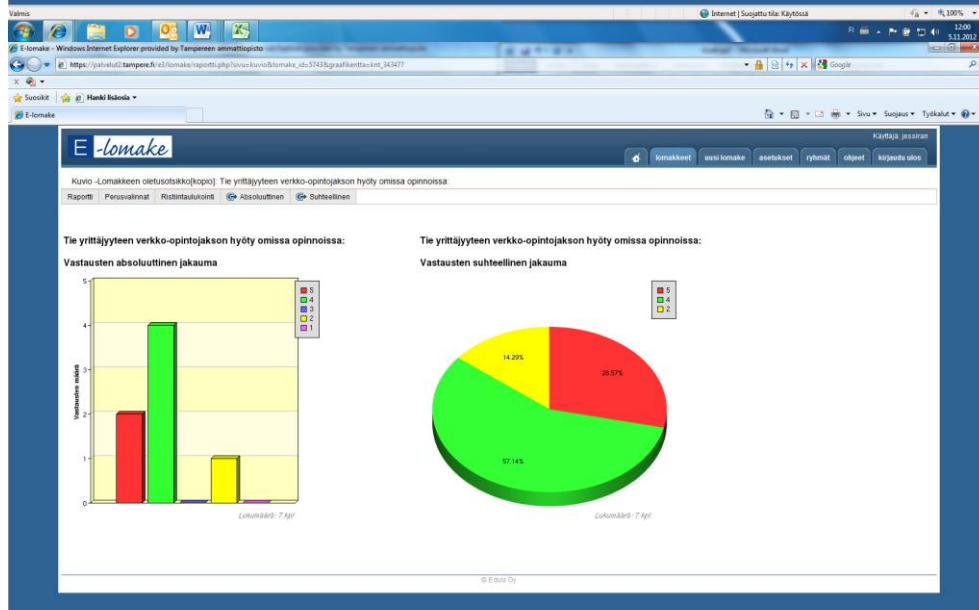 Valmis
Internet | Suojattu tila: Käytössä
100%
FI
12:00
5.11.2012
E-lomake - Windows Internet Explorer provided by Tampereen ammattiopisto
https://palvelut2.tampere.fi/e3/lomake/raportti.php?sivu=kuvio&lomake_id=5743&graafikentta=knt_343477
Google
Suosikit
Hanki lisäosia
E-lomake
Sivu
Suojaus
Työkalut
E -lomake
Käyttäjä: jessiran
lomakkeet
uusi lomake
asetukset
ryhmät
ohjeet
kirjaudu ulos
Kuvio -Lomakkeen oletusotsikko[kopio]: Tie yrittäjyyteen verkko-opintojakson hyöty omissa opinnoissa:
Raportti
Perusvalinnat
Ristiintaulukointi
Absoluuttinen
Suhteellinen
Tie yrittäjyyteen verkko-opintojakson hyöty omissa opinnoissa:
Vastausten absoluuttinen jakauma
5
4
3
2
1
0
Vastausten määrä
5
4
3
2
1
Lukumäärä: 7 kpl
Tie yrittäjyyteen verkko-opintojakson hyöty omissa opinnoissa:
Vastausten suhteellinen jakauma
5
4
2
14.29%
28.57%
57.14%
Lukumäärä: 7 kpl
© Eduix Oy